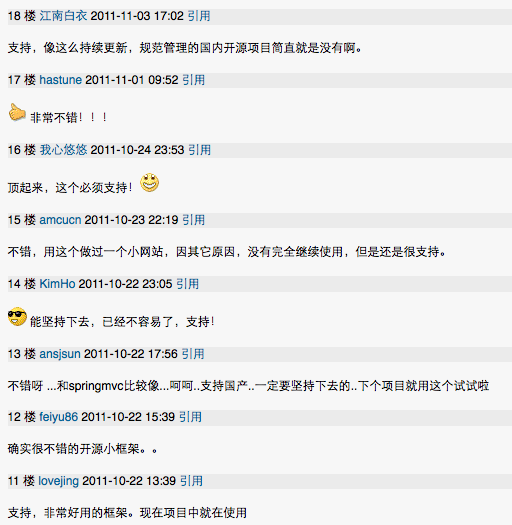 18 楼 江南白衣 2011-11-03 17:02 引用
支持，像这么持续更新，规范管理的国内开源项目简直就是没有啊。
17 楼 hastune 2011-11-01 09:52 引用
非常不错！！！
16 楼 我心悠悠 2011-10-24 23:53 引用
顶起来，这个必须支持！
15 楼 amcucn 2011-10-23 22:19 引用
不错，用这个做过一个小网站，因其它原因，没有完全继续使用，但是还是很支持。
14 楼 KimHo 2011-10-22 23:05 引用
能坚持下去，已经不容易了，支持！
13 楼 ansjsun 2011-10-22 17:56 引用
不错呀 ...和springmvc比较像...呵呵..支持国产..一定要坚持下去的..下个项目就用这个试试啦
12 楼 feiyu86 2011-10-22 15:39 引用
确实很不错的开源小框架。。
11 楼 lovejing 2011-10-22 13:39 引用
支持，非常好用的框架。现在项目中就在使用